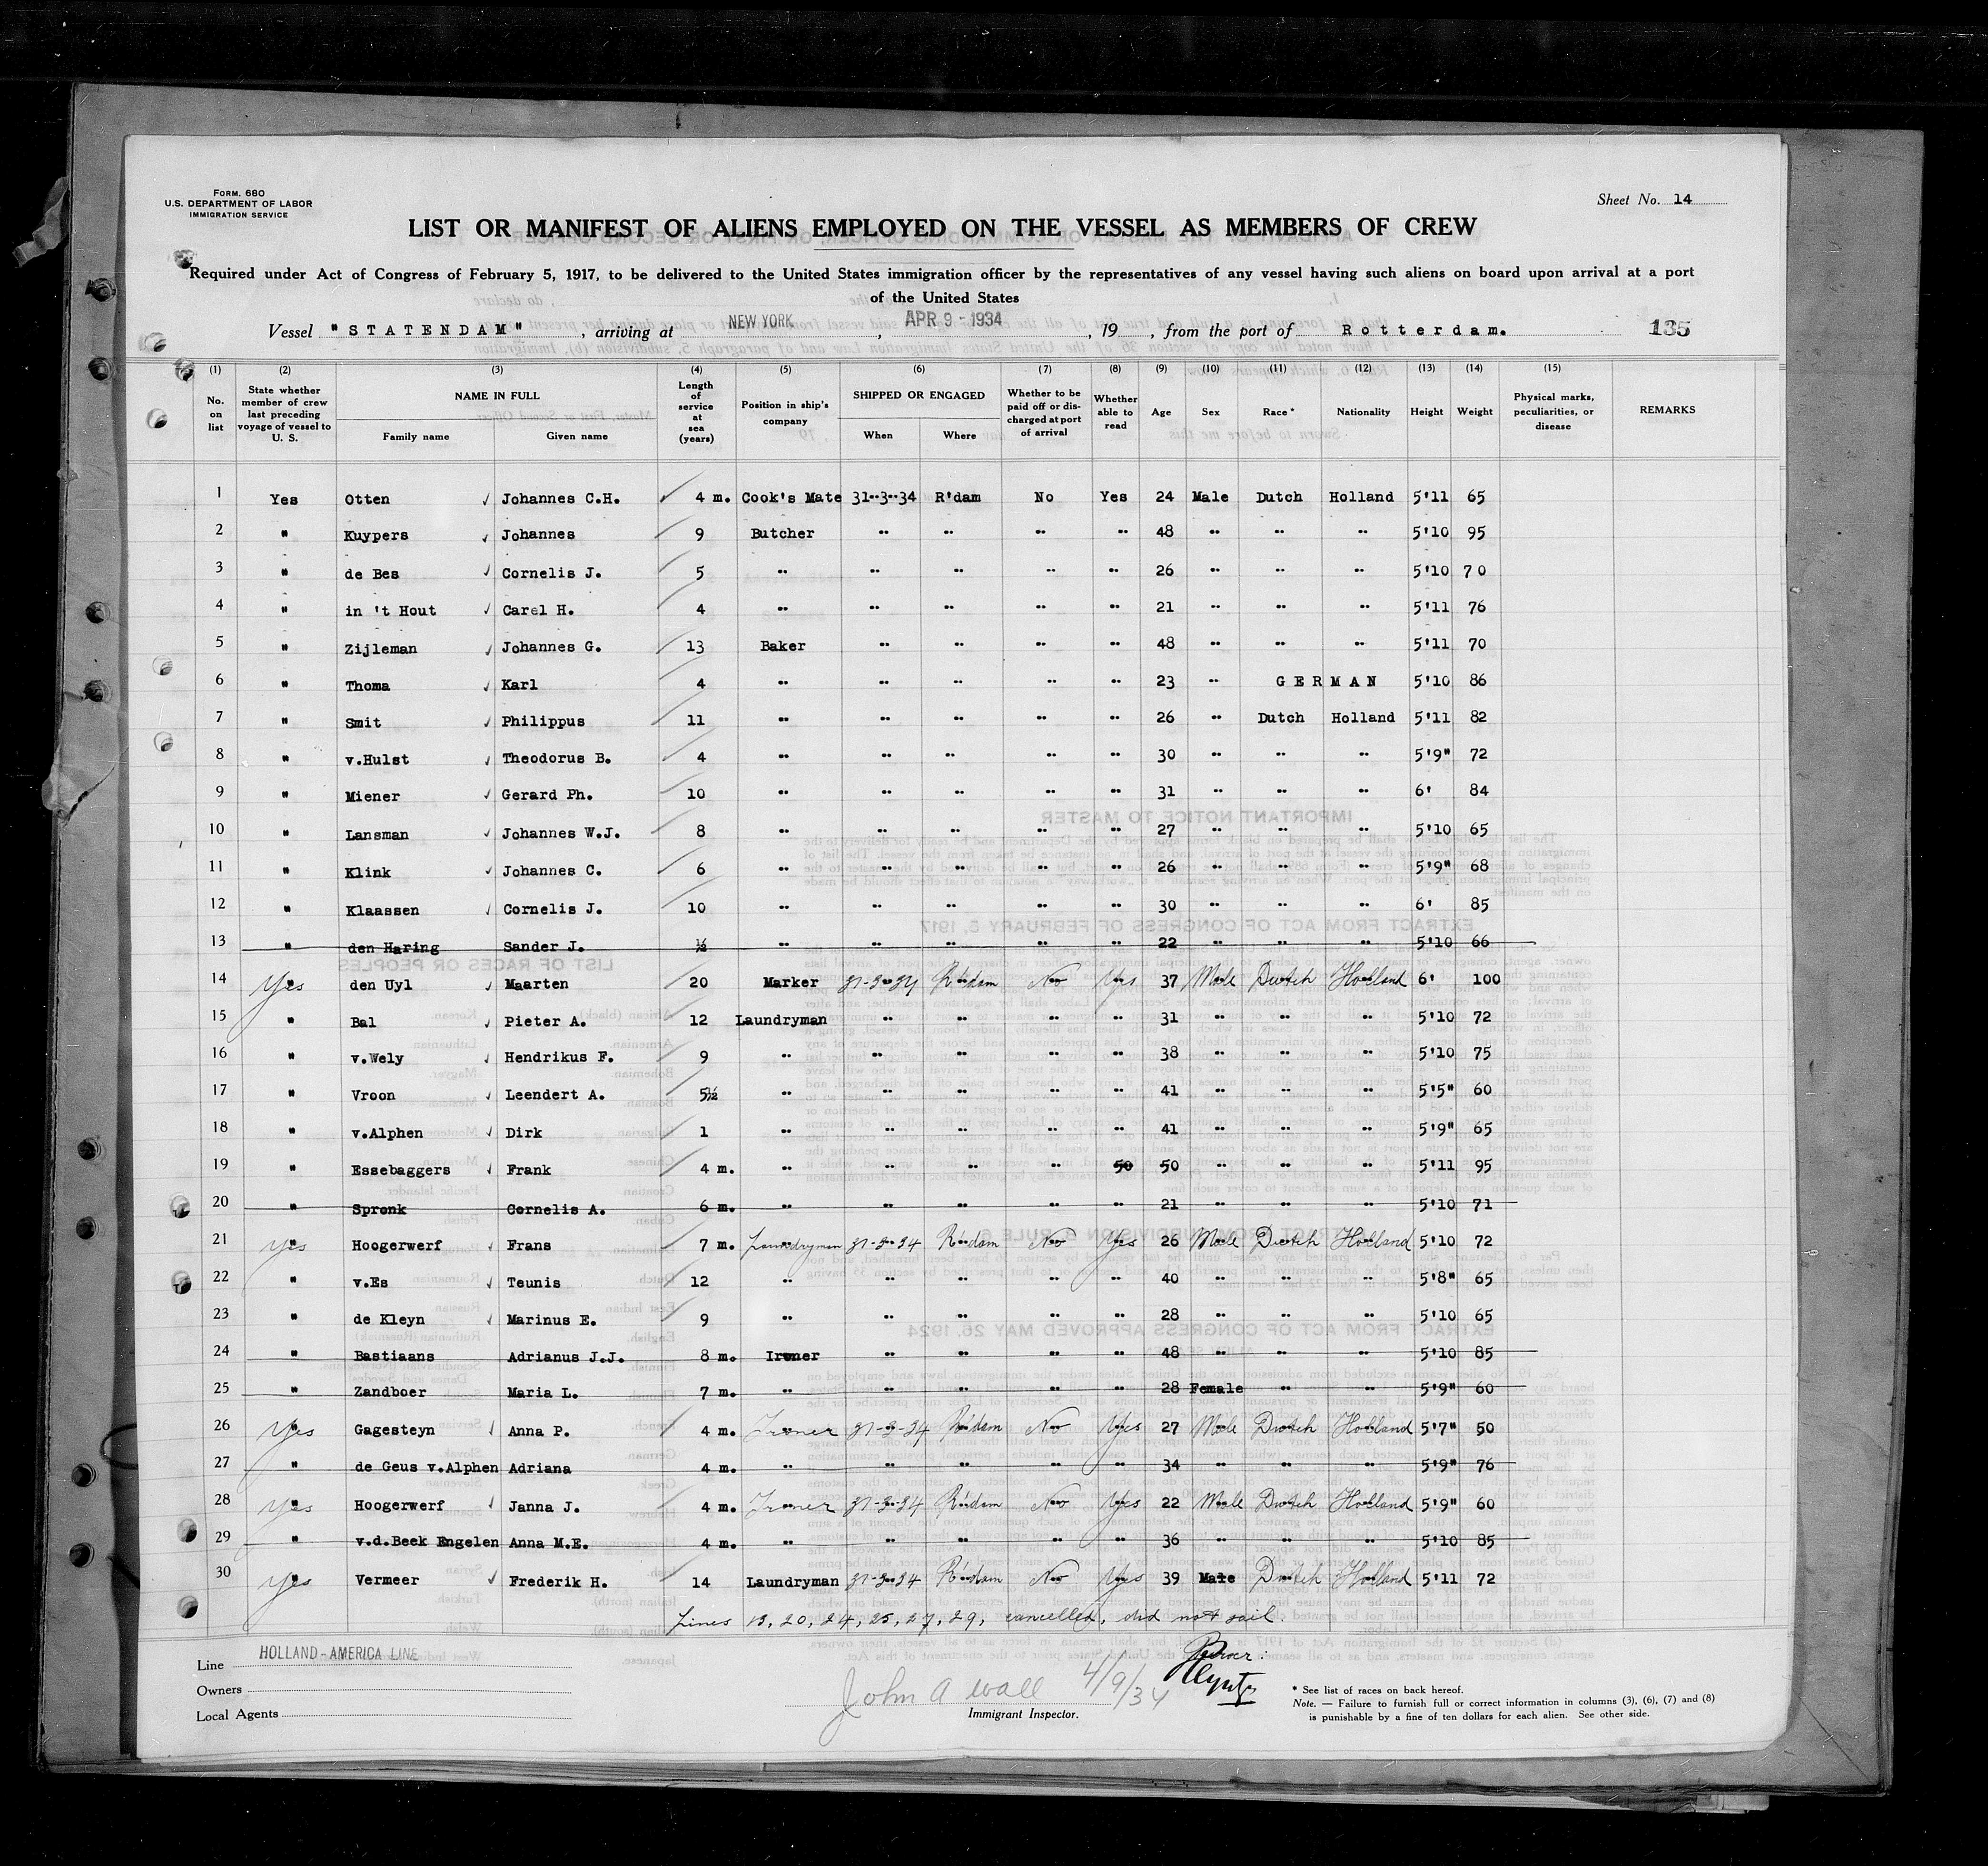 FORM. 680
U.S. DEPARTMENT OF LABOR
IMMIGRATION SERVICE
Sheet No. 14
LIST OR MANIFEST OF ALIENS EMPLOYED ON THE VESSEL AS MEMBERS OF CREW
Required under Act of Congress of February 5, 1917, to be delivered to the United States immigration officer by the representatives of any vessel having such aliens on board upon arrival at a port
of the United States
Vessel "STATENDAM", arriving at NEW YORK, APR 9 - 1934, 19 , from the port of Rotterdam. 135
(1) (2) (3) (4) (5) (6) (7) (8) (9) (10) (11) (12) (13) (14) (15)
No. on list | State whether member of crew last preceding voyage of vessel to U. S. | NAME IN FULL Family name Given name | Length of service at sea (years) | Position in ship's company | SHIPPED OR ENGAGED When Where | Whether to be paid off or discharged at port of arrival | Whether able to read | Age | Sex | Race* | Nationality | Height | Weight | Physical marks, peculiarities, or disease | REMARKS
1 Yes Otten Johannes C.H. 4 m. Cook's Mate 31-3-34 R'dam No Yes 24 Male Dutch Holland 5'11 65
2 " Kuypers Johannes 9 Butcher " " " " 48 " " " 5'10 95
3 " de Bes Cornelis J. 5 " " " " " 26 " " " 5'10 70
4 " in 't Hout Carel H. 4 " " " " " 21 " " " 5'11 76
5 " Zijleman Johannes G. 13 Baker " " " " 48 " " " 5'11 70
6 " Thoma Karl 4 " " " " " 23 " GERMAN 5'10 86
7 " Smit Philippus 11 " " " " " 26 " Dutch Holland 5'11 82
8 " v.Hulst Theodorus B. 4 " " " " " 30 " " " 5'9" 72
9 " Miener Gerard Ph. 10 " " " " " 31 " " " 6' 84
10 " Lansman Johannes W.J. 8 " " " " " 27 " " " 5'10 65
11 " Klink Johannes C. 6 " " " " " 26 " " " 5'9" 68
12 " Klaassen Cornelis J. 10 " " " " " 30 " " " 6' 85
13 " den Haring Sander J. ½ " " " " " 22 " " " 5'10 66
14 Yes " den Uyl Maarten 20 Marker 31-3-34 R'dam No Yes 37 Male Dutch Holland 6' 100
15 " Bal Pieter A. 12 Laundryman " " " " 31 " " " 5'10 72
16 " v.Wely Hendrikus F. 9 " " " " " 38 " " " 5'10 75
17 " Vroon Leendert A. 5½ " " " " " 41 " " " 5'5" 60
18 " v.Alphen Dirk 1 " " " " " 41 " " " 5'9" 65
19 " Essebaggers Frank 4 m. " " " " 50 50 " " " 5'11 95
20 " Spronk Cornelis A. 6 m. " " " " " 21 " " " 5'10 71
21 yes " Hoogerwerf Frans 7 m. Laundryman 31-3-34 R'dam No Yes 26 Male Dutch Holland 5'10 72
22 " v.Es Teunis 12 " " " " " 40 " " " 5'8" 65
23 " de Kleyn Marinus E. 9 " " " " " 28 " " " 5'10 65
24 " Bastiaans Adrianus J.J. 8 m. Ironer " " " " 48 " " " 5'10 85
25 " Zandboer Maria L. 7 m. " " " " " 28 Female " " 5'9" 60
26 Yes " Gagesteyn Anna P. 4 m. Ironer 31-3-34 R'dam No Yes 27 Male Dutch Holland 5'7" 50
27 " de Geus v.Alphen Adriana 4 m. " " " " " 34 " " " 5'9" 76
28 Yes " Hoogerwerf Janna J. 4 m. Ironer 31-3-34 R'dam No Yes 22 Male Dutch Holland 5'9" 60
29 " v.d.Beek Engelen Anna M.E. 4 m. " " " " " 36 " " " 5'10 85
30 Yes " Vermeer Frederik H. 14 Laundryman 31-3-34 R'dam No Yes 39 Male Dutch Holland 5'11 72
Lines 13, 20, 24, 25, 27, 29, cancelled, did not sail.
Line HOLLAND-AMERICA LINE
Owners
Local Agents
John A Wall 4/9/34
Immigrant Inspector.
* See list of races on back hereof.
Note. — Failure to furnish full or correct information in columns (3), (6), (7) and (8)
is punishable by a fine of ten dollars for each alien. See other side.